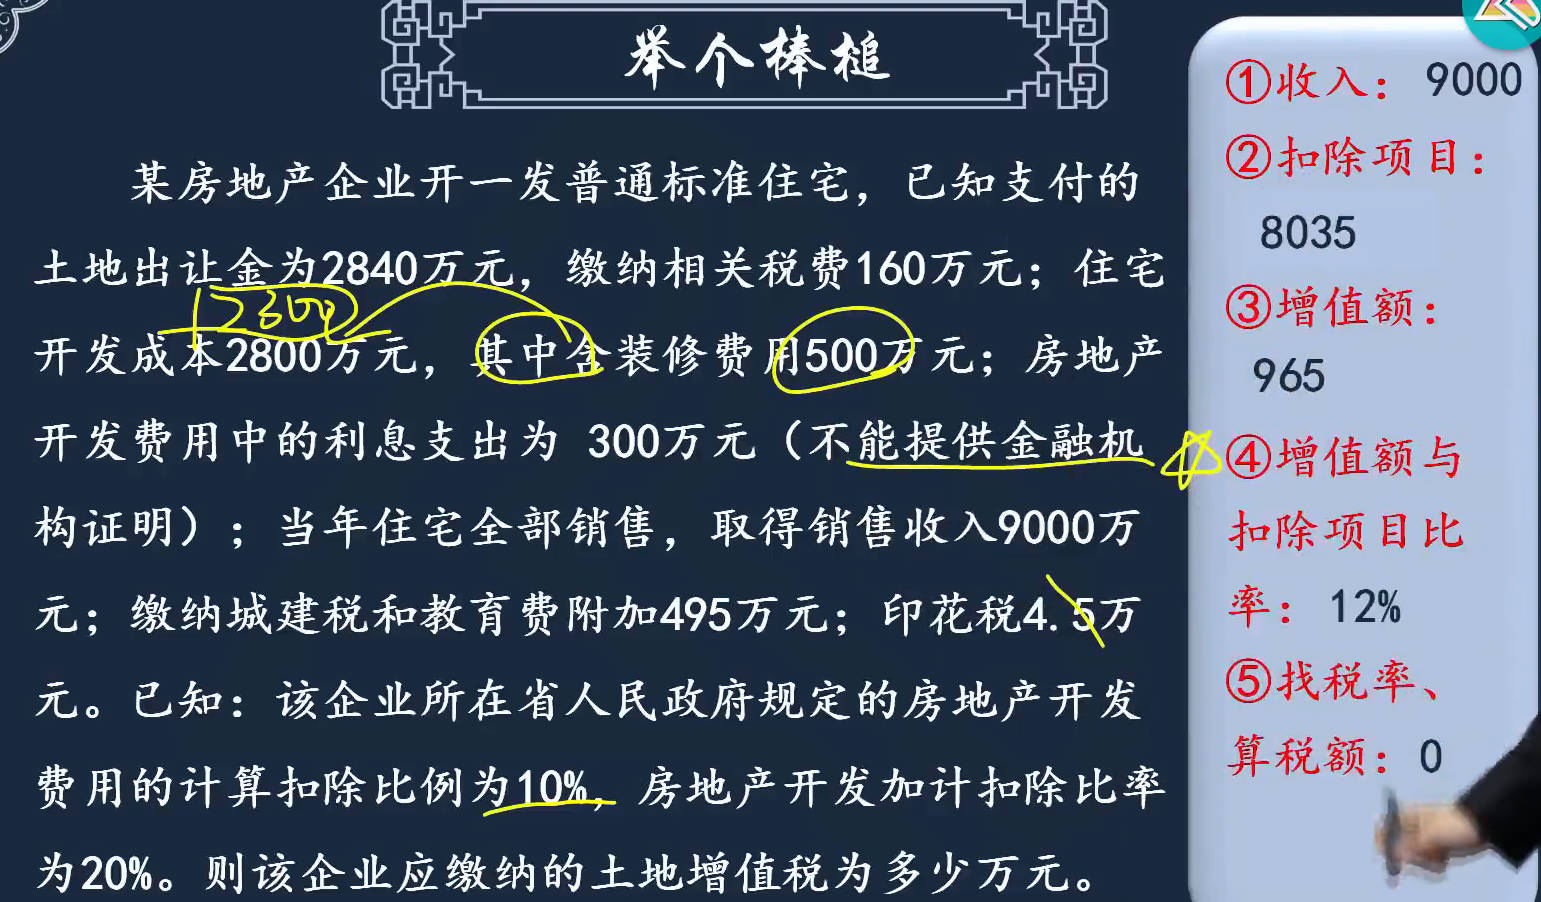 举个棒槌
某房地产企业开一发普通标准住宅，已知支付的
土地出让金为2840万元，缴纳相关税费160万元；住宅
2300
开发成本2800万元，其中含装修费用500万元；房地产
开发费用中的利息支出为 300万元（不能提供金融机
构证明）；当年住宅全部销售，取得销售收入9000万
元；缴纳城建税和教育费附加495万元；印花税4.5万
元。已知：该企业所在省人民政府规定的房地产开发
费用的计算扣除比例为10%，房地产开发加计扣除比率
为20%。则该企业应缴纳的土地增值税为多少万元。
①收入： 9000
②扣除项目：
8035
③增值额：
965
④增值额与
扣除项目比
率：12%
⑤找税率、
算税额：0